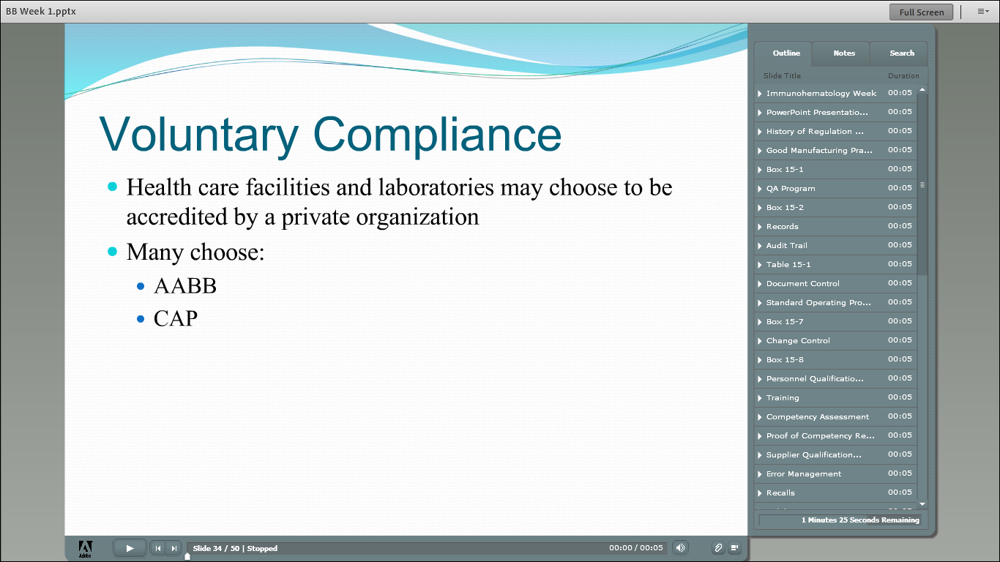 BB Week 1.pptx
Full Screen
Voluntary Compliance
Health care facilities and laboratories may choose to be
accredited by a private organization
Many choose:
AABB
CAP
Outline Notes Search
Slide Title Duration
Immunohematology Week 00:05
PowerPoint Presentatio... 00:05
History of Regulation ... 00:05
Good Manufacturing Pra... 00:05
Box 15-1 00:05
QA Program 00:05
Box 15-2 00:05
Records 00:05
Audit Trail 00:05
Table 15-1 00:05
Document Control 00:05
Standard Operating Pro... 00:05
Box 15-7 00:05
Change Control 00:05
Box 15-8 00:05
Personnel Qualificatio... 00:05
Training 00:05
Competency Assessment 00:05
Proof of Competency Re... 00:05
Supplier Qualification... 00:05
Error Management 00:05
Recalls 00:05
1 Minutes 25 Seconds Remaining
Adobe
Slide 34 / 50 | Stopped 00:00 / 00:05